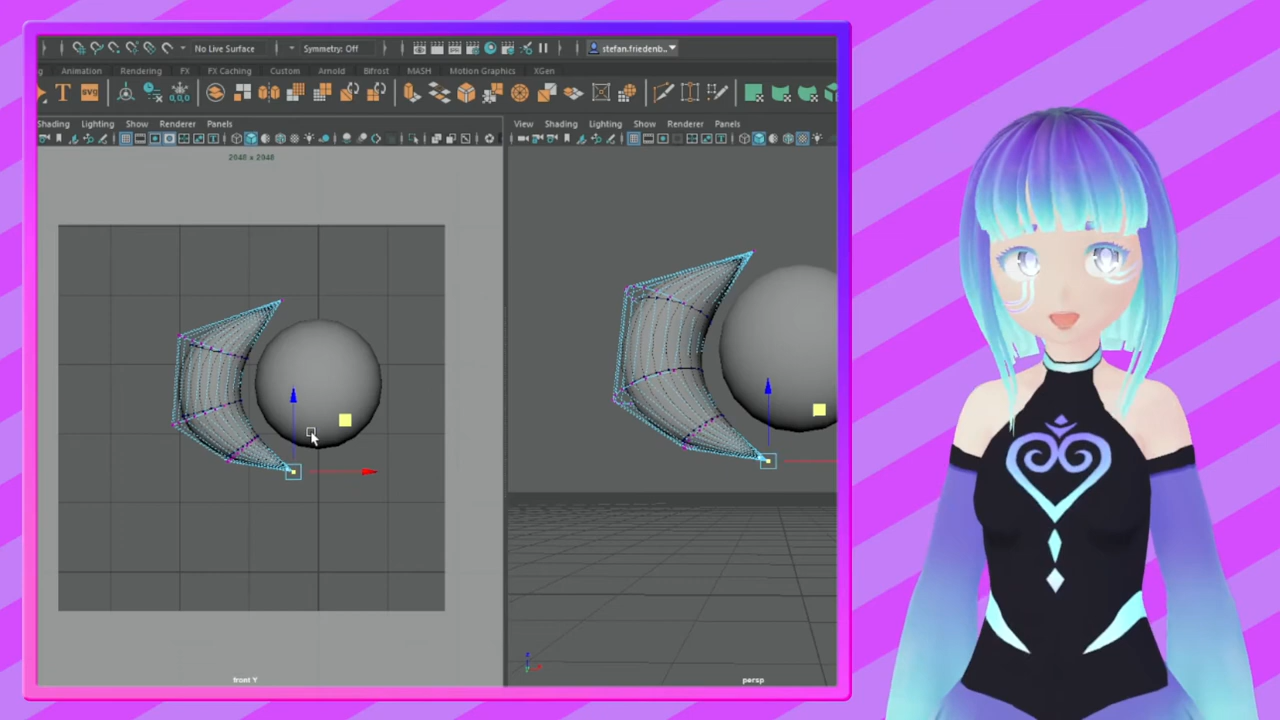 No Live Surface Symmetry: Off stefan.friedenb..
g Animation Rendering FX FX Caching Custom Arnold Bifrost MASH Motion Graphics XGen
T SVG
Shading Lighting Show Renderer Panels
View Shading Lighting Show Renderer Panels
2048 x 2048
front Y
persp